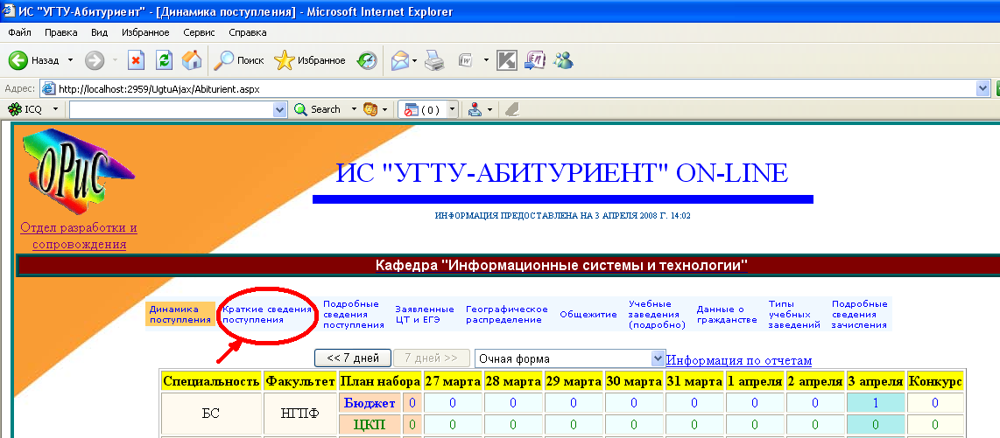 ИС "УГТУ-Абитуриент" - [Динамика поступления] - Microsoft Internet Explorer
Файл Правка Вид Избранное Сервис Справка
Назад Поиск Избранное
Адрес: http://localhost:2959/UgtuAjax/Abiturient.aspx
ICQ Search ( 0 )
ОРиС
ИС "УГТУ-АБИТУРИЕНТ" ON-LINE
ИНФОРМАЦИЯ ПРЕДОСТАВЛЕНА НА 3 АПРЕЛЯ 2008 Г. 14:02
Отдел разработки и
сопровождения
Кафедра "Информационные системы и технологии"
Динамика
поступления
Краткие сведения
поступления
Подробные
сведения
поступления
Заявленные
ЦТ и ЕГЭ
Географическое
распределение
Общежитие
Учебные
заведения
(подробно)
Данные о
гражданстве
Типы
учебных
заведений
Подробные
сведения
зачисления
<< 7 дней 7 дней >> Очная форма Информация по отчетам
Специальность Факультет План набора 27 марта 28 марта 29 марта 30 марта 31 марта 1 апреля 2 апреля 3 апреля Конкурс
БС НГПФ Бюджет 0 0 0 0 0 0 0 0 1 0
ЦКП 0 0 0 0 0 0 0 0 0 0